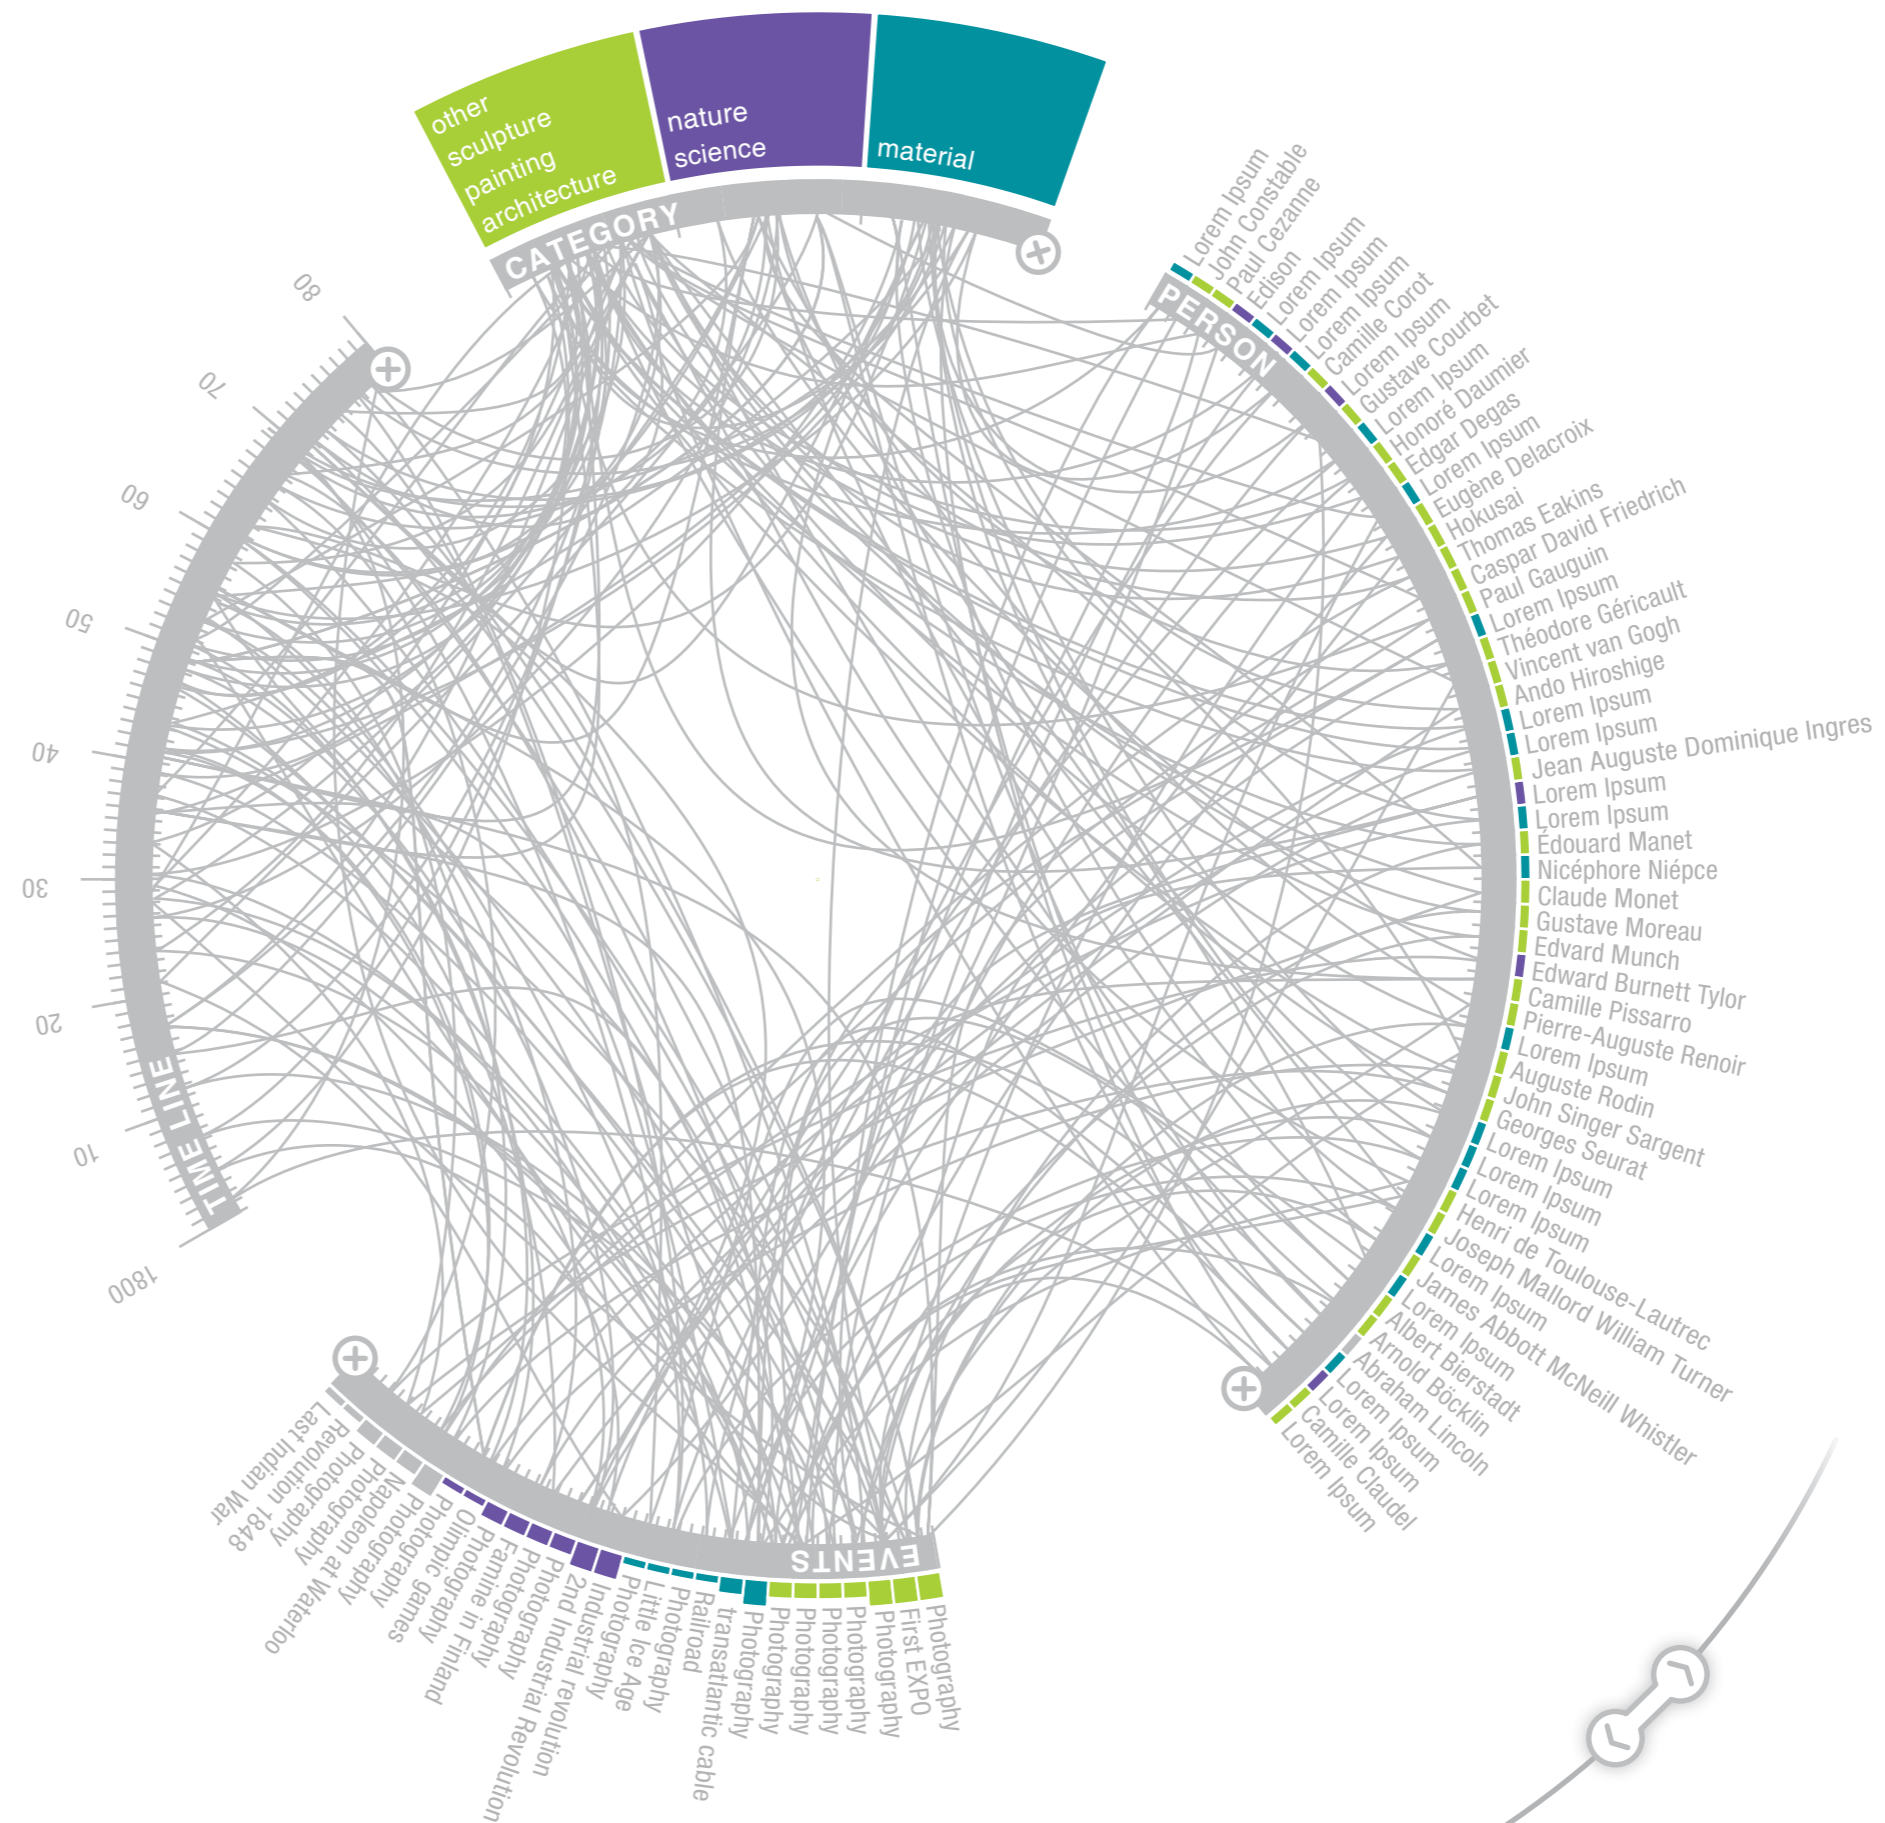 other
sculpture
painting
architecture
nature
science
material
CATEGORY
PERSON
Lorem Ipsum
John Constable
Paul Cezanne
Edison
Lorem Ipsum
Lorem Ipsum
Lorem Ipsum
Camille Corot
Lorem Ipsum
Gustave Courbet
Lorem Ipsum
Honoré Daumier
Edgar Degas
Lorem Ipsum
Eugène Delacroix
Hokusai
Thomas Eakins
Caspar David Friedrich
Paul Gauguin
Lorem Ipsum
Théodore Géricault
Vincent van Gogh
Ando Hiroshige
Lorem Ipsum
Lorem Ipsum
Jean Auguste Dominique Ingres
Lorem Ipsum
Lorem Ipsum
Édouard Manet
Nicéphore Niépce
Claude Monet
Gustave Moreau
Edvard Munch
Edward Burnett Tylor
Camille Pissarro
Pierre-Auguste Renoir
Lorem Ipsum
Auguste Rodin
John Singer Sargent
Georges Seurat
Lorem Ipsum
Lorem Ipsum
Lorem Ipsum
Henri de Toulouse-Lautrec
Joseph Mallord William Turner
Lorem Ipsum
James Abbott McNeill Whistler
Lorem Ipsum
Albert Bierstadt
Arnold Böcklin
Abraham Lincoln
Lorem Ipsum
Lorem Ipsum
Camille Claudel
Lorem Ipsum
EVENTS
Photography
First EXPO
Photography
Photography
Photography
Photography
Photography
Photography
transatlantic cable
Railroad
Photography
Little Ice Age
Photography
Industrial revolution
2nd Industrial Revolution
Photography
Photography
Famine in Finland
Photography
Olimpic games
Photography
Photography
Napoleon at Waterloo
Photography
Photography
Revolution 1848
Last Indian War
TIME LINE
1800
10
20
30
40
50
60
70
80